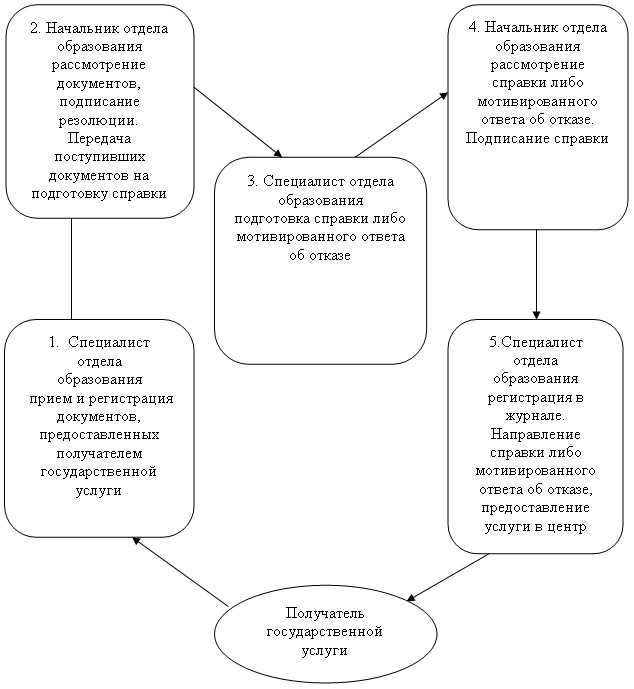 2. Начальник отдела
образования
рассмотрение
документов,
подписание
резолюции.
Передача
поступивших
документов на
подготовку справки
4. Начальник отдела
образования
рассмотрение
справки либо
мотивированного
ответа об отказе.
Подписание справки
3. Специалист отдела
образования
подготовка справки либо
мотивированного ответа
об отказе
1. Специалист
отдела
образования
прием и регистрация
документов,
предоставленных
получателем
государственной
услуги
5.Специалист
отдела
образования
регистрация в
журнале.
Направление
справки либо
мотивированного
ответа об отказе,
предоставление
услуги в центр
Получатель
государственной
услуги